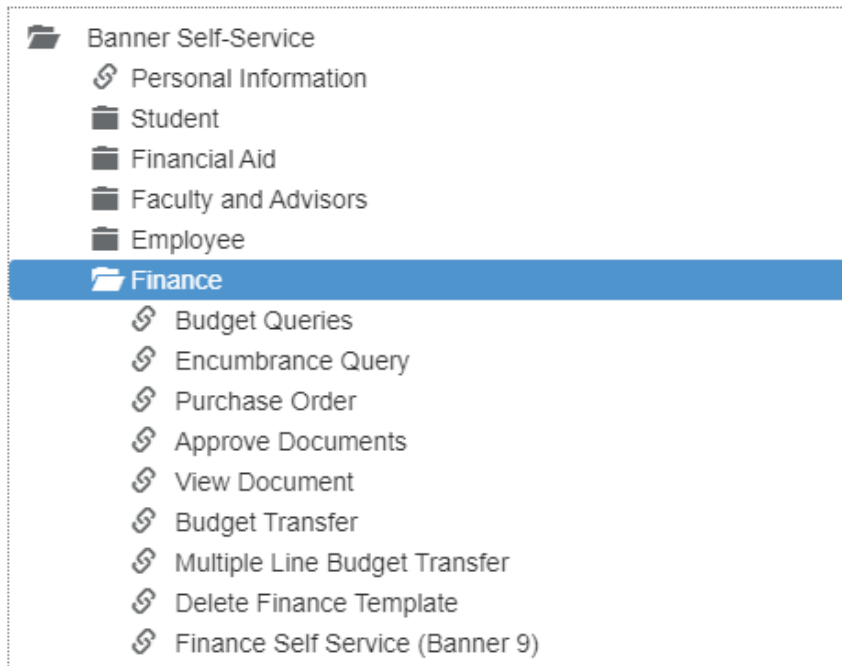 Banner Self-Service
Personal Information
Student
Financial Aid
Faculty and Advisors
Employee
Finance
Budget Queries
Encumbrance Query
Purchase Order
Approve Documents
View Document
Budget Transfer
Multiple Line Budget Transfer
Delete Finance Template
Finance Self Service (Banner 9)